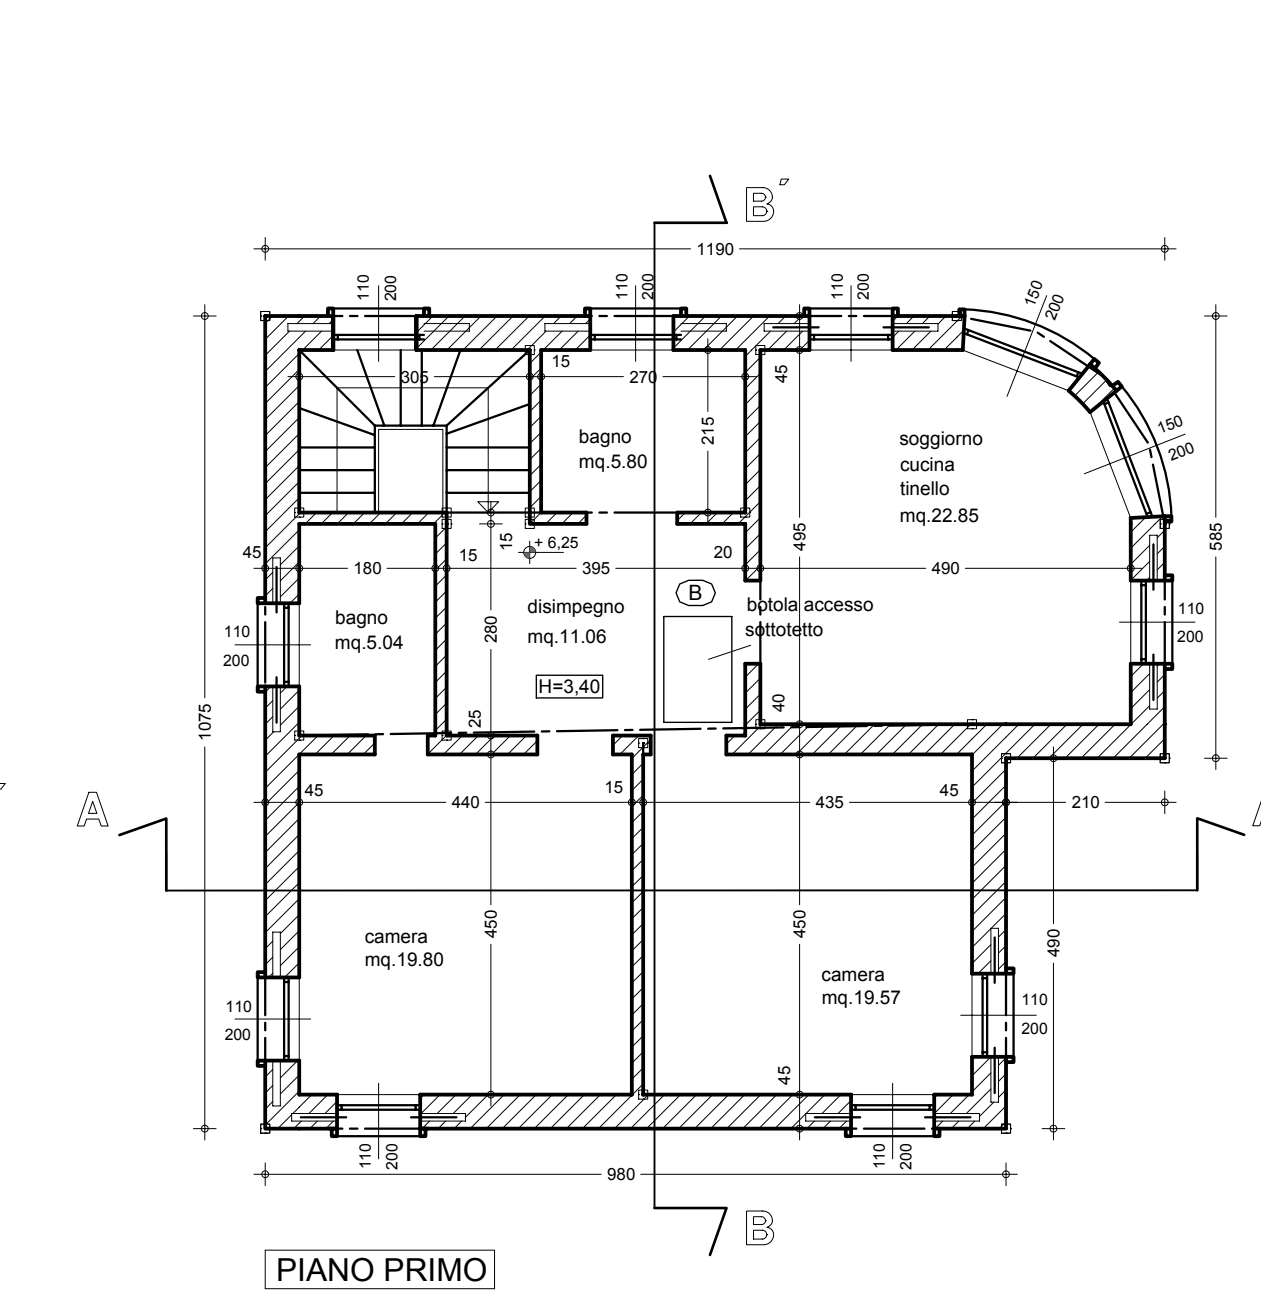 B´
1190
110
200
110
200
110
200
150
200
305
15
270
45
215
bagno
mq.5.80
soggiorno
cucina
tinello
mq.22.85
150
200
585
45
180
15
15
+ 6,25
395
20
495
490
bagno
mq.5.04
280
disimpegno
mq.11.06
B
botola accesso
sottotetto
110
200
110
200
H=3,40
25
40
1075
A
45
440
15
435
45
210
450
450
490
camera
mq.19.80
camera
mq.19.57
110
200
110
200
45
110
200
110
200
980
B
PIANO PRIMO